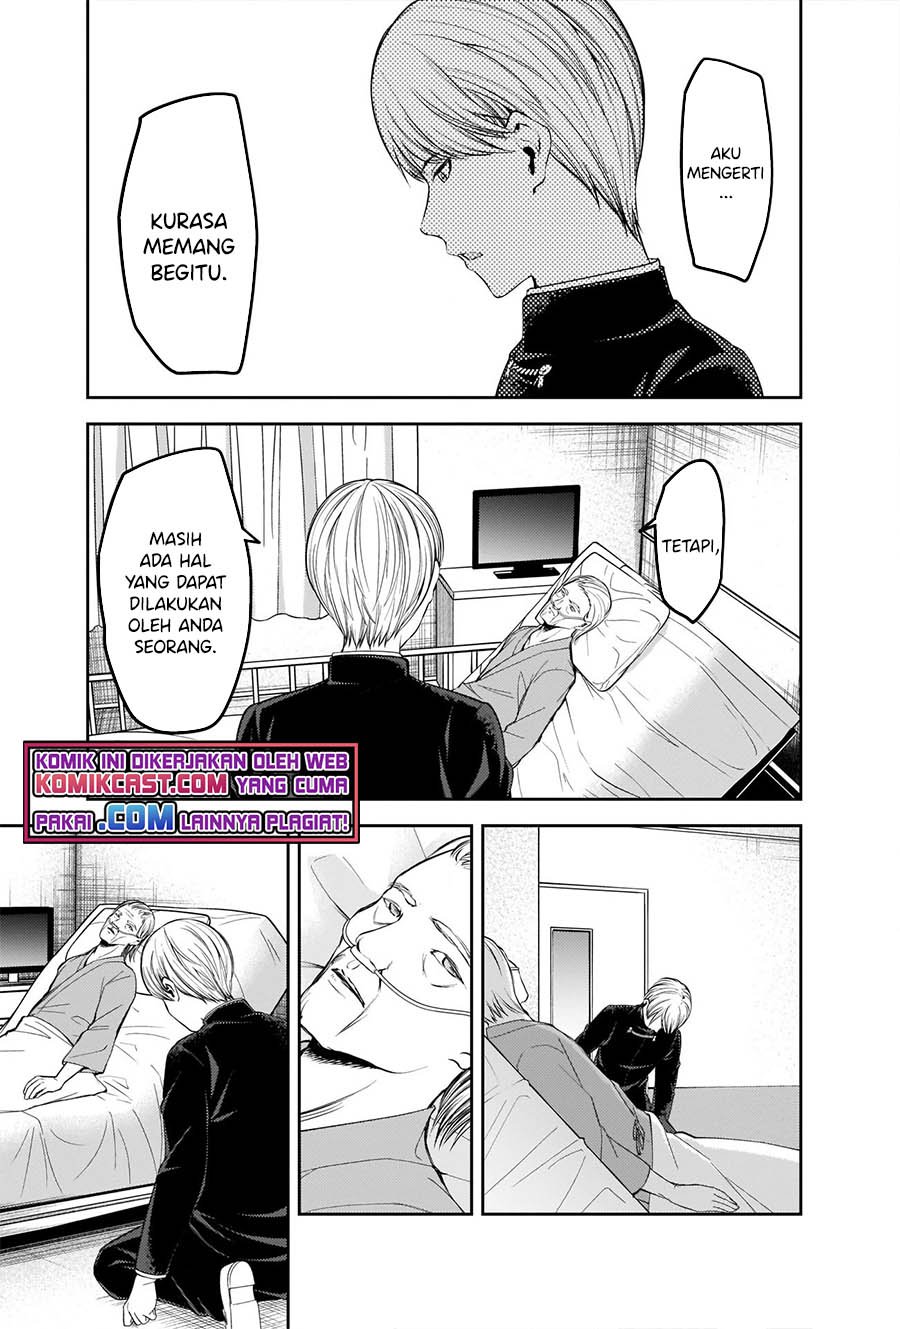 AKU
MENGERTI
...
KURASA
MEMANG
BEGITU.
TETAPI,
MASIH
ADA HAL
YANG DAPAT
DILAKUKAN
OLEH ANDA
SEORANG.
KOMIK INI DIKERJAKAN OLEH WEB
KOMIKCAST.COM YANG CUMA
PAKAI .COM LAINNYA PLAGIAT!